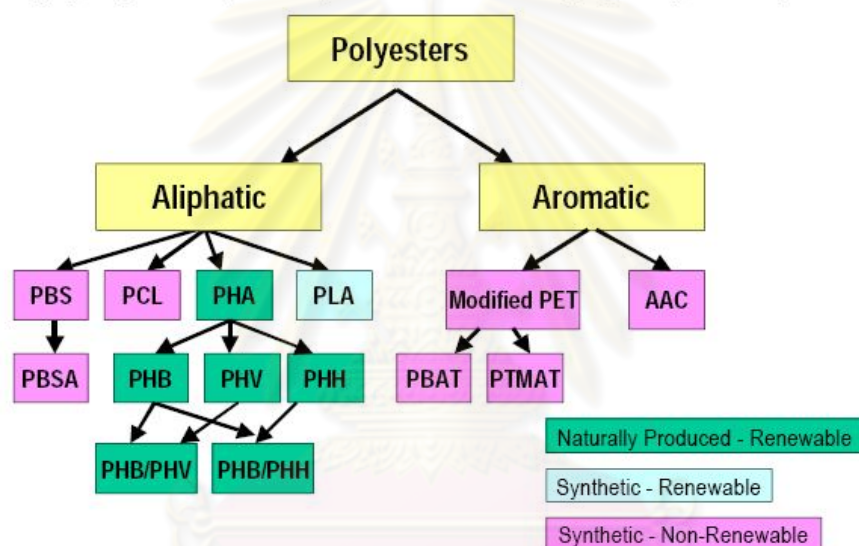 Polyesters
Aliphatic
Aromatic
PBS
PCL
PHA
PLA
Modified PET
AAC
PBSA
PHB
PHV
PHH
PBAT
PTMAT
PHB/PHV
PHB/PHH
Naturally Produced - Renewable
Synthetic - Renewable
Synthetic - Non-Renewable